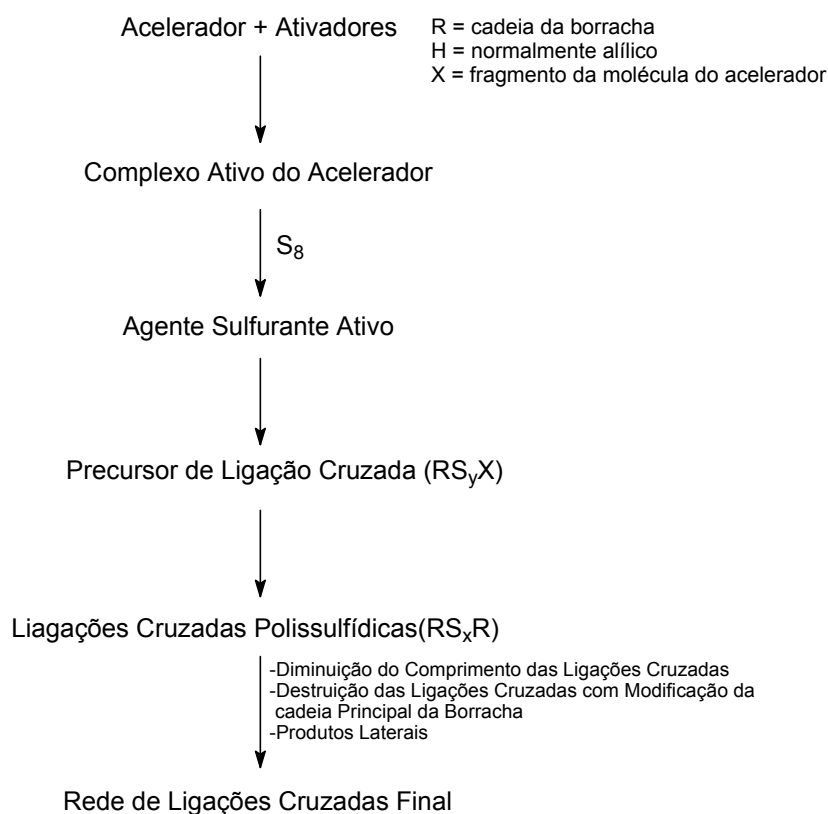 Acelerador + Ativadores
R = cadeia da borracha
H = normalmente alílico
X = fragmento da molécula do acelerador
Complexo Ativo do Acelerador
S8
Agente Sulfurante Ativo
Precursor de Ligação Cruzada (RSyX)
Liagações Cruzadas Polissulfídicas(RSxR)
-Diminuição do Comprimento das Ligações Cruzadas
-Destruição das Ligações Cruzadas com Modificação da
cadeia Principal da Borracha
-Produtos Laterais
Rede de Ligações Cruzadas Final